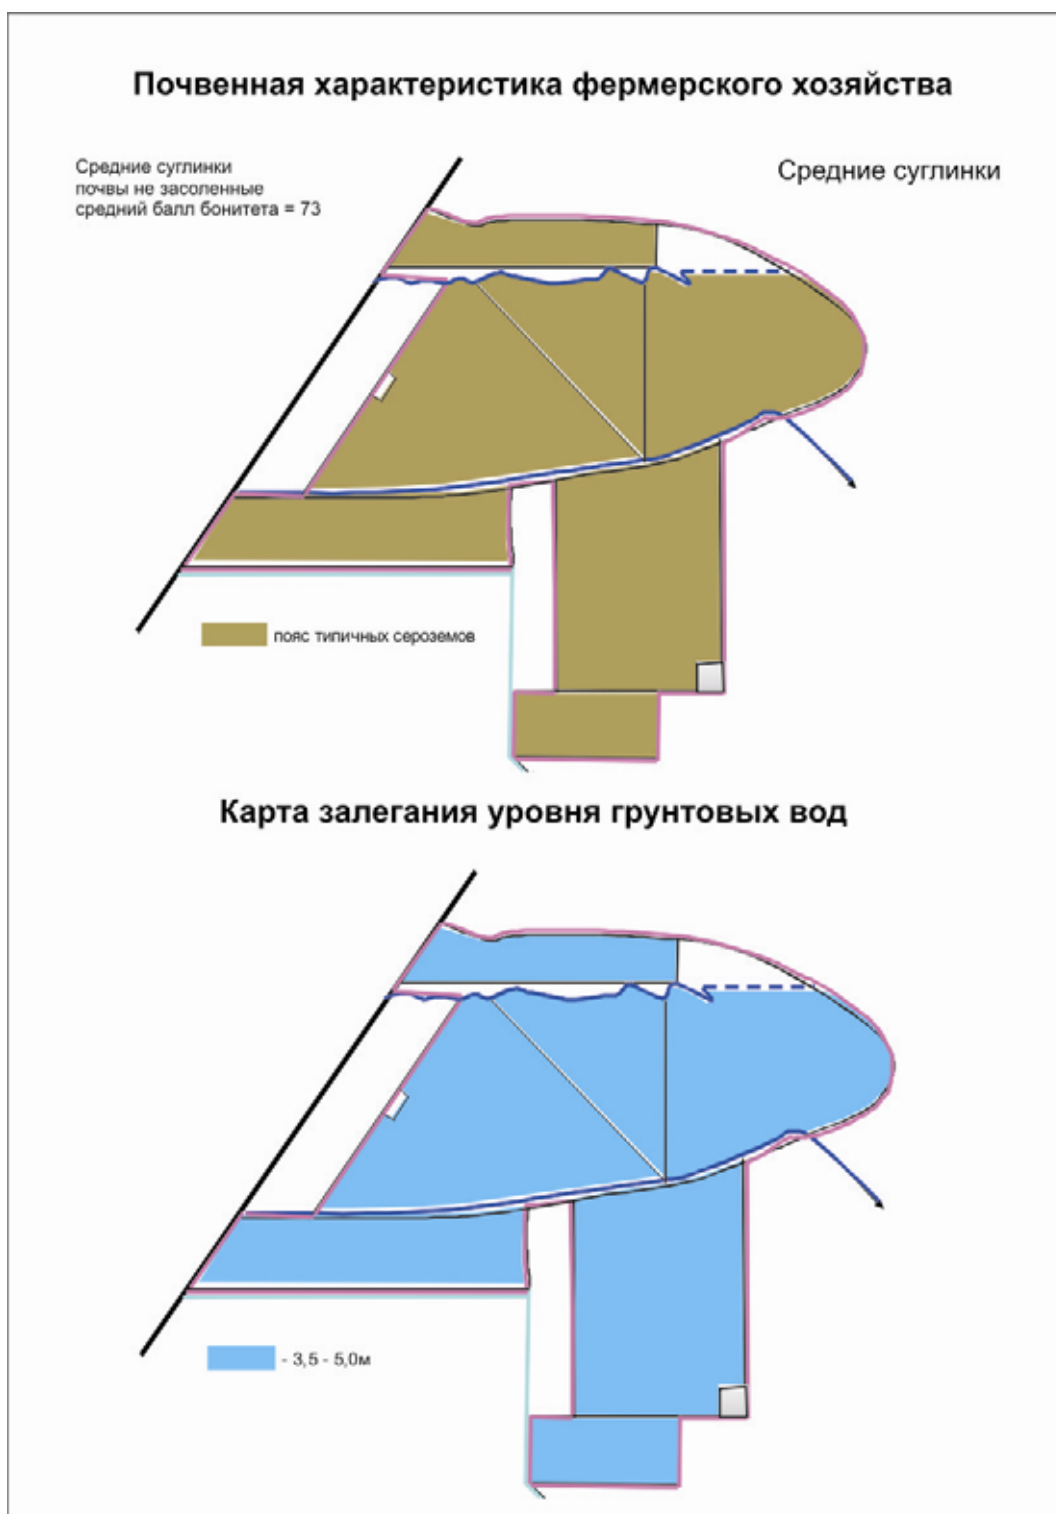 Почвенная характеристика фермерского хозяйства
Средние суглинки
почвы не засоленные
средний балл бонитета = 73
Средние суглинки
пояс типичных сероземов
Карта залегания уровня грунтовых вод
- 3,5 - 5,0м